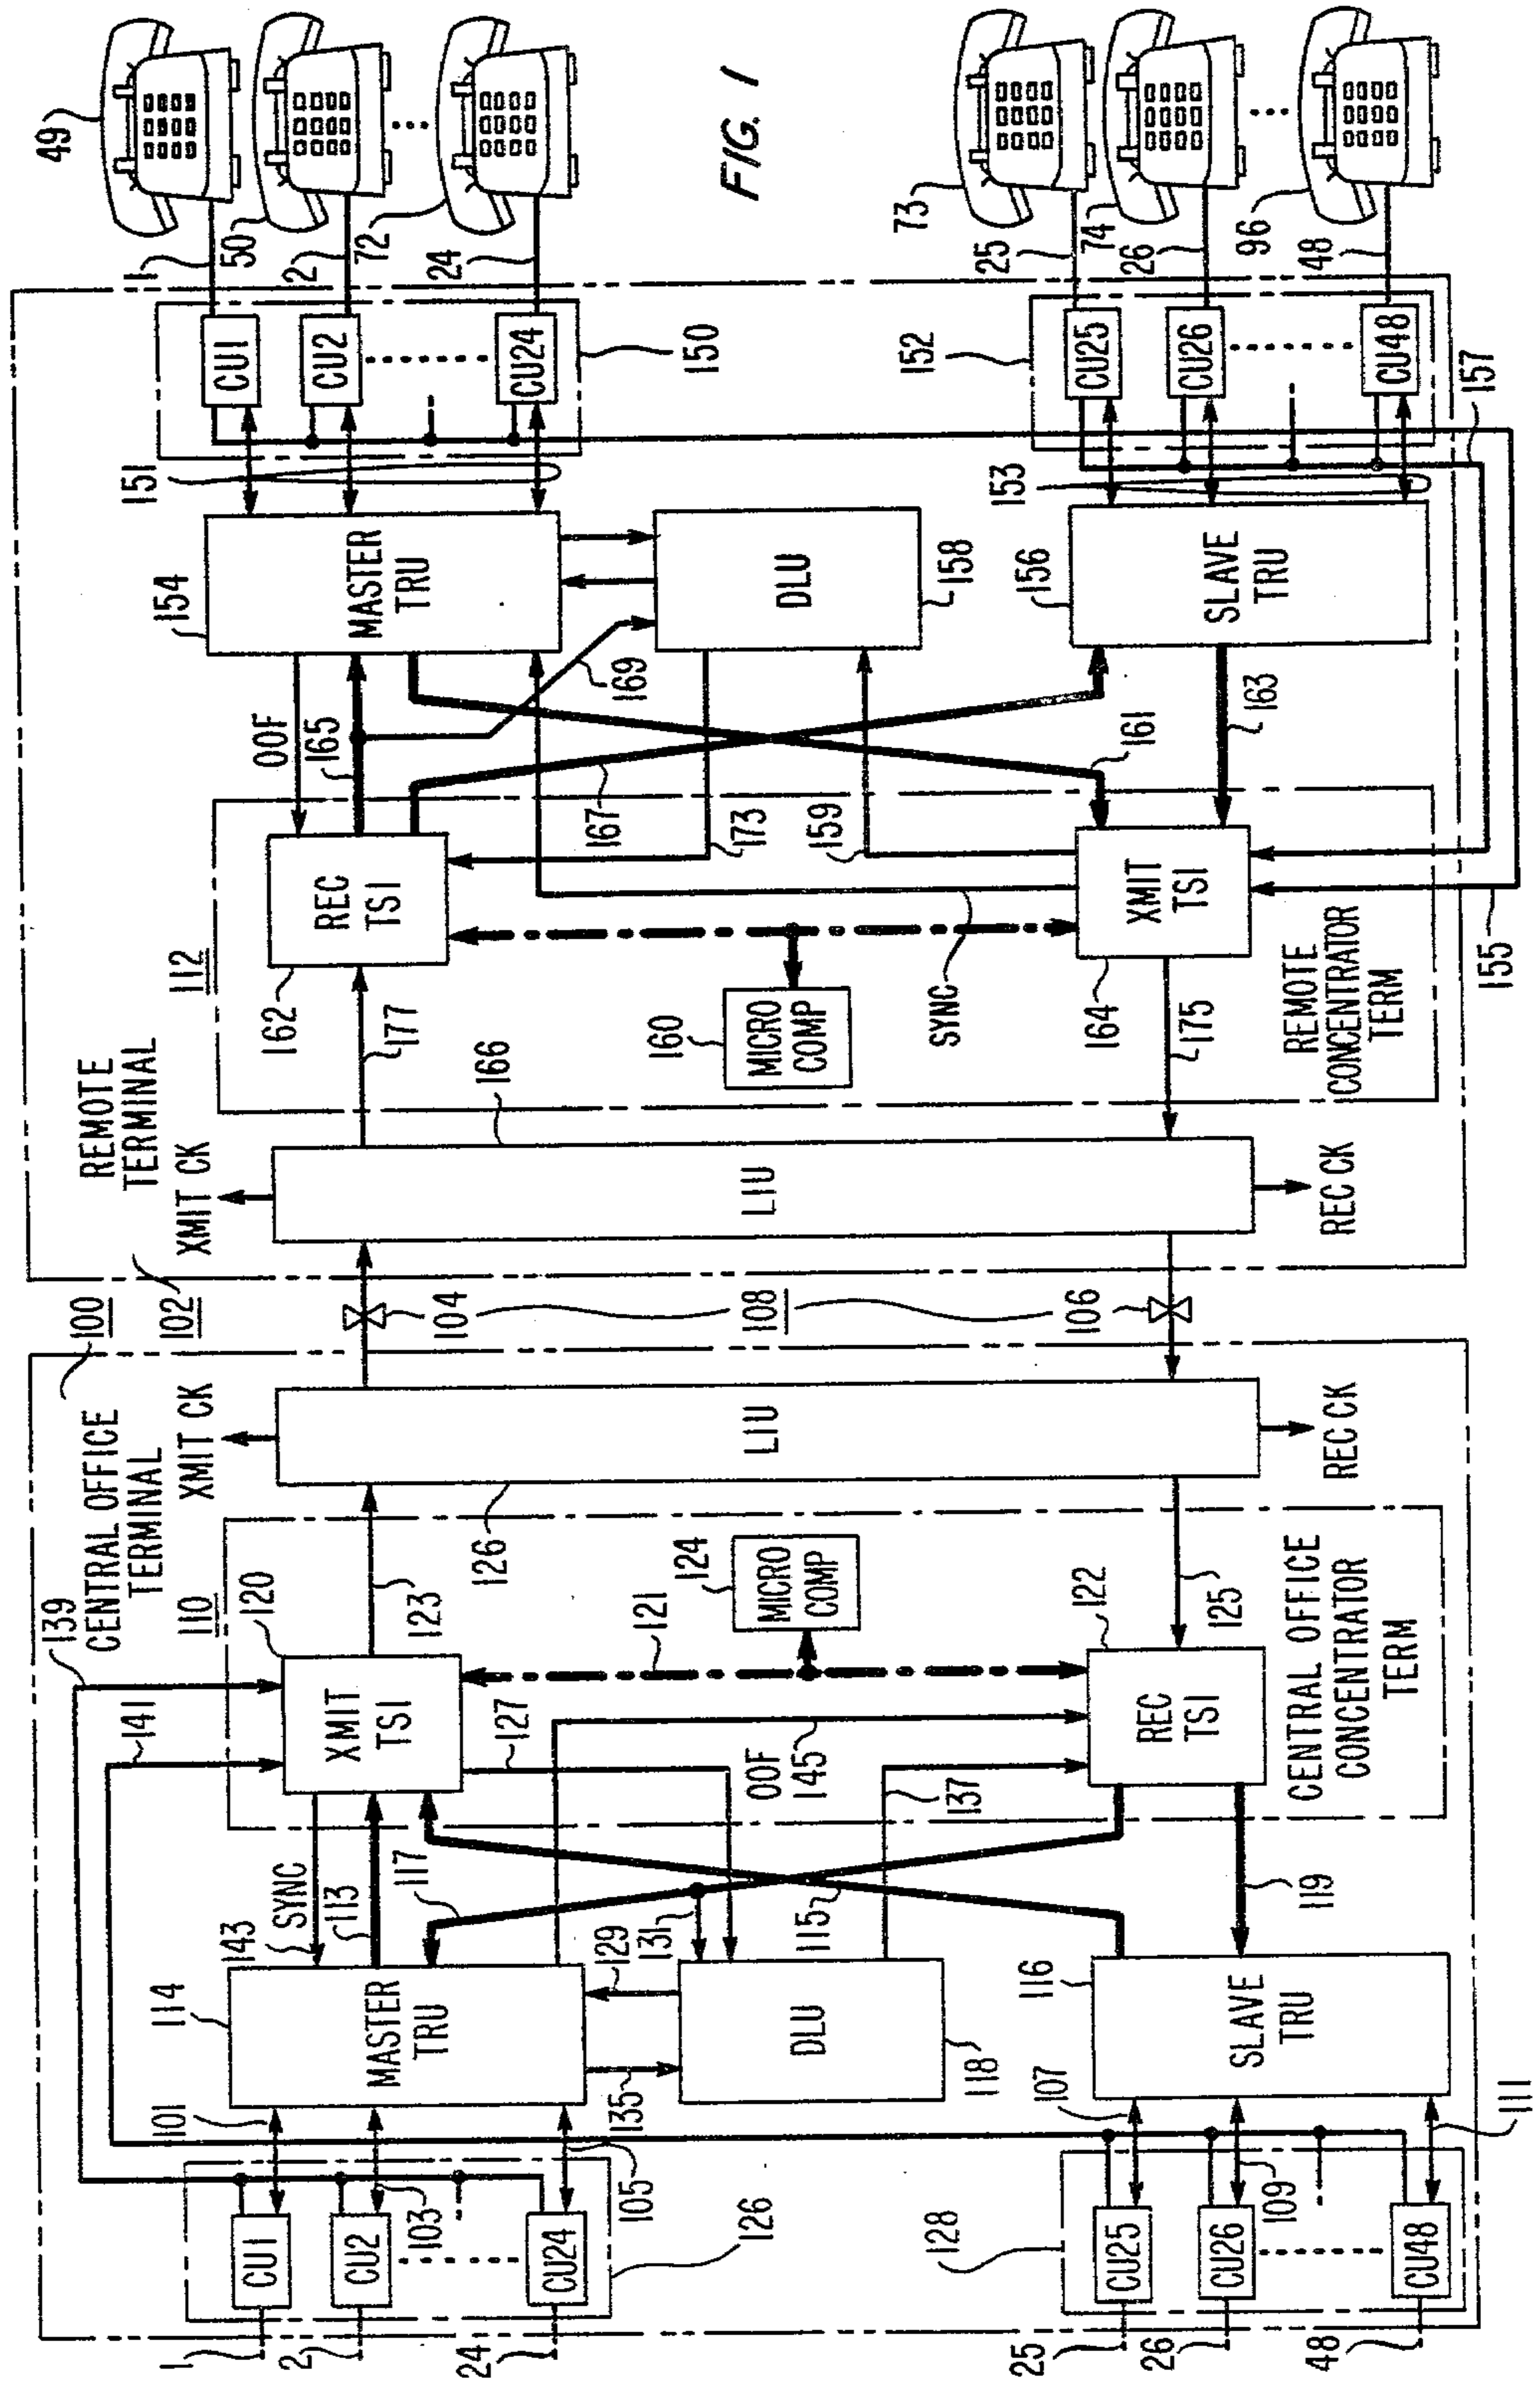 FIG. 1
139
CENTRAL OFFICE
TERMINAL
100
141
110
120
XMIT CK
REMOTE
TERMINAL
102
XMIT CK
112
154
151
49
1
50
2
72
24
1
CU1
2
CU2
103
24
CU24
105
126
101
114
MASTER
TRU
143
SYNC
113
117
XMIT
TSI
123
127
126
LIU
104
108
106
166
LIU
177
162
REC
TSI
OOF
165
MASTER
TRU
CU1
CU2
CU24
150
135
129
131
DLU
118
115
OOF
145
137
121
124
MICRO
COMP
160
MICRO
COMP
167
173
169
159
161
SYNC
DLU
158
25
CU25
26
CU26
109
48
CU48
128
107
111
116
SLAVE
TRU
119
122
REC
TSI
125
CENTRAL OFFICE
CONCENTRATOR
TERM
REC CK
REC CK
164
XMIT
TSI
175
REMOTE
CONCENTRATOR
TERM
163
156
SLAVE
TRU
153
152
CU25
CU26
CU48
157
155
73
25
74
26
96
48